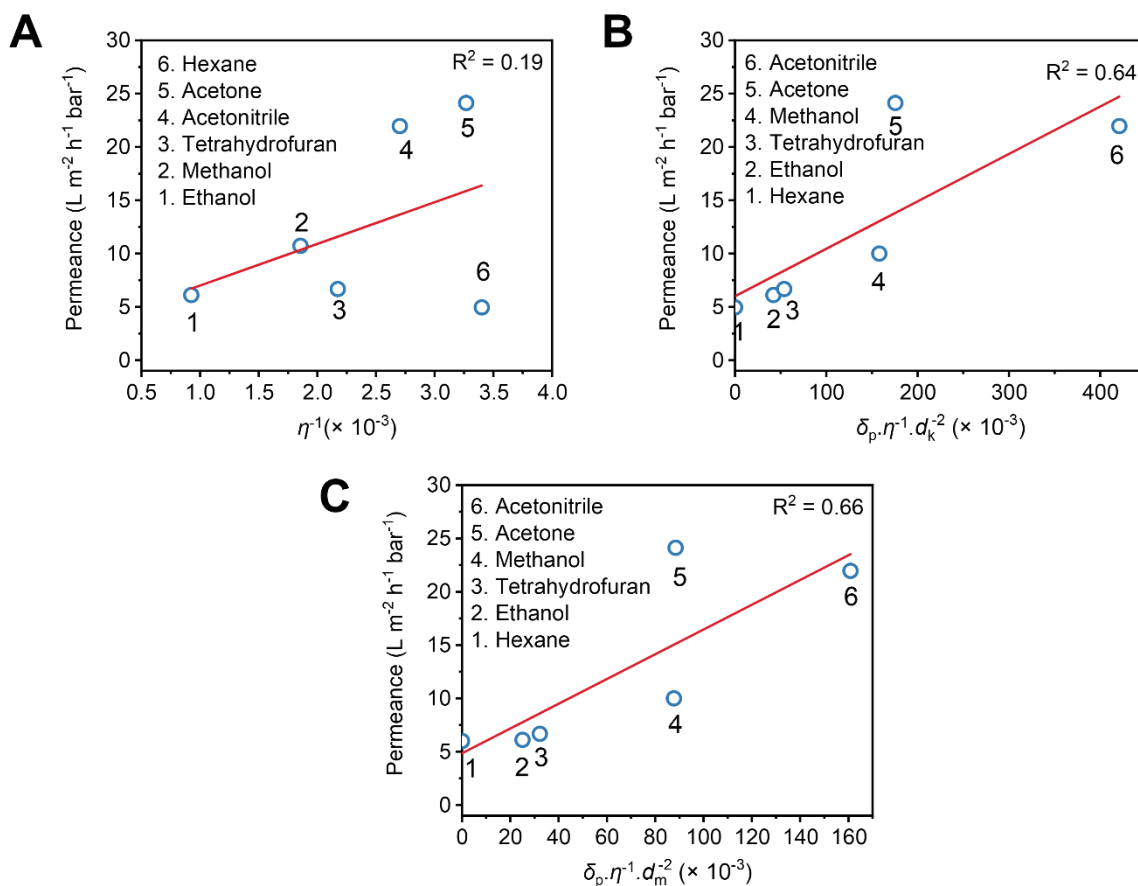 A
30
25
20
15
10
5
0
Permeance (L m⁻² h⁻¹ bar⁻¹)
6. Hexane
5. Acetone
4. Acetonitrile
3. Tetrahydrofuran
2. Methanol
1. Ethanol
R² = 0.19
5
4
2
6
3
1
0.5 1.0 1.5 2.0 2.5 3.0 3.5 4.0
η⁻¹(× 10⁻³)
B
30
25
20
15
10
5
0
Permeance (L m⁻² h⁻¹ bar⁻¹)
6. Acetonitrile
5. Acetone
4. Methanol
3. Tetrahydrofuran
2. Ethanol
1. Hexane
R² = 0.64
5
6
4
1 2 3
0 100 200 300 400
δₚ.η⁻¹.dₖ⁻² (× 10⁻³)
C
30
25
20
15
10
5
0
Permeance (L m⁻² h⁻¹ bar⁻¹)
6. Acetonitrile
5. Acetone
4. Methanol
3. Tetrahydrofuran
2. Ethanol
1. Hexane
R² = 0.66
5
6
4
1 2 3
0 20 40 60 80 100 120 140 160
δₚ.η⁻¹.dₘ⁻² (× 10⁻³)